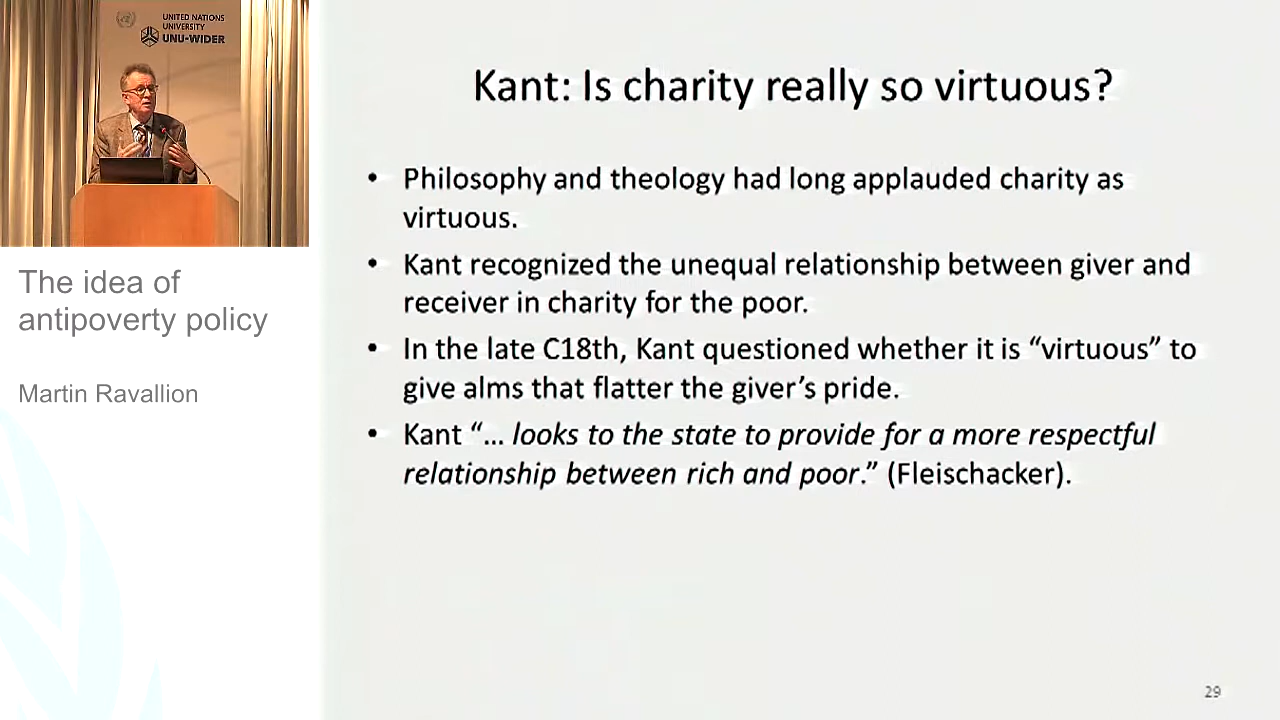 UNITED NATIONS
UNIVERSITY
UNU-WIDER
The idea of
antipoverty policy
Martin Ravallion
Kant: Is charity really so virtuous?
• Philosophy and theology had long applauded charity as
virtuous.
• Kant recognized the unequal relationship between giver and
receiver in charity for the poor.
• In the late C18th, Kant questioned whether it is “virtuous” to
give alms that flatter the giver’s pride.
• Kant “… looks to the state to provide for a more respectful
relationship between rich and poor.” (Fleischacker).
29